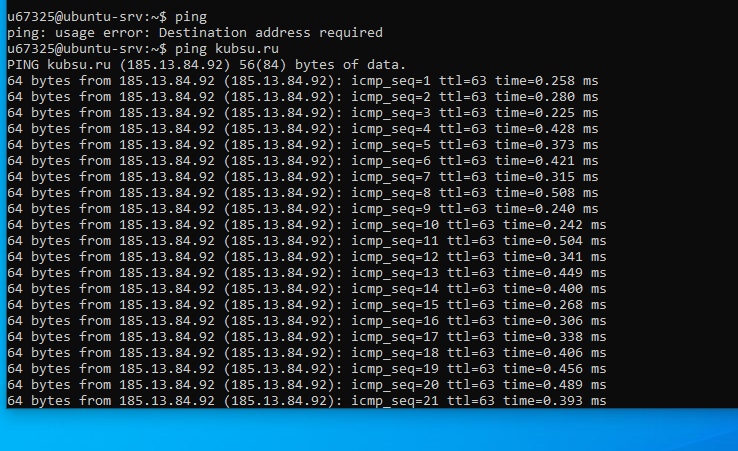 u67325@ubuntu-srv:~$ ping
ping: usage error: Destination address required
u67325@ubuntu-srv:~$ ping kubsu.ru
PING kubsu.ru (185.13.84.92) 56(84) bytes of data.
64 bytes from 185.13.84.92 (185.13.84.92): icmp_seq=1 ttl=63 time=0.258 ms
64 bytes from 185.13.84.92 (185.13.84.92): icmp_seq=2 ttl=63 time=0.280 ms
64 bytes from 185.13.84.92 (185.13.84.92): icmp_seq=3 ttl=63 time=0.225 ms
64 bytes from 185.13.84.92 (185.13.84.92): icmp_seq=4 ttl=63 time=0.428 ms
64 bytes from 185.13.84.92 (185.13.84.92): icmp_seq=5 ttl=63 time=0.373 ms
64 bytes from 185.13.84.92 (185.13.84.92): icmp_seq=6 ttl=63 time=0.421 ms
64 bytes from 185.13.84.92 (185.13.84.92): icmp_seq=7 ttl=63 time=0.315 ms
64 bytes from 185.13.84.92 (185.13.84.92): icmp_seq=8 ttl=63 time=0.508 ms
64 bytes from 185.13.84.92 (185.13.84.92): icmp_seq=9 ttl=63 time=0.240 ms
64 bytes from 185.13.84.92 (185.13.84.92): icmp_seq=10 ttl=63 time=0.242 ms
64 bytes from 185.13.84.92 (185.13.84.92): icmp_seq=11 ttl=63 time=0.504 ms
64 bytes from 185.13.84.92 (185.13.84.92): icmp_seq=12 ttl=63 time=0.341 ms
64 bytes from 185.13.84.92 (185.13.84.92): icmp_seq=13 ttl=63 time=0.449 ms
64 bytes from 185.13.84.92 (185.13.84.92): icmp_seq=14 ttl=63 time=0.400 ms
64 bytes from 185.13.84.92 (185.13.84.92): icmp_seq=15 ttl=63 time=0.268 ms
64 bytes from 185.13.84.92 (185.13.84.92): icmp_seq=16 ttl=63 time=0.306 ms
64 bytes from 185.13.84.92 (185.13.84.92): icmp_seq=17 ttl=63 time=0.338 ms
64 bytes from 185.13.84.92 (185.13.84.92): icmp_seq=18 ttl=63 time=0.406 ms
64 bytes from 185.13.84.92 (185.13.84.92): icmp_seq=19 ttl=63 time=0.456 ms
64 bytes from 185.13.84.92 (185.13.84.92): icmp_seq=20 ttl=63 time=0.489 ms
64 bytes from 185.13.84.92 (185.13.84.92): icmp_seq=21 ttl=63 time=0.393 ms